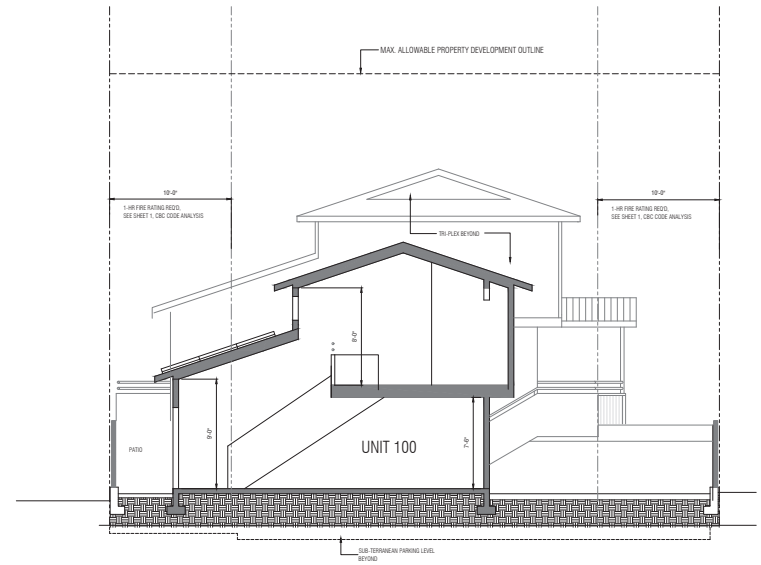 MAX. ALLOWABLE PROPERTY DEVELOPMENT OUTLINE
10'-0"
1-HR FIRE RATING REQ'D,
SEE SHEET 1, CBC CODE ANALYSIS
10'-0"
1-HR FIRE RATING REQ'D,
SEE SHEET 1, CBC CODE ANALYSIS
TRI-PLEX BEYOND
8'-0"
9'-0"
7'-6"
PATIO
UNIT 100
SUB-TERRANEAN PARKING LEVEL
BEYOND